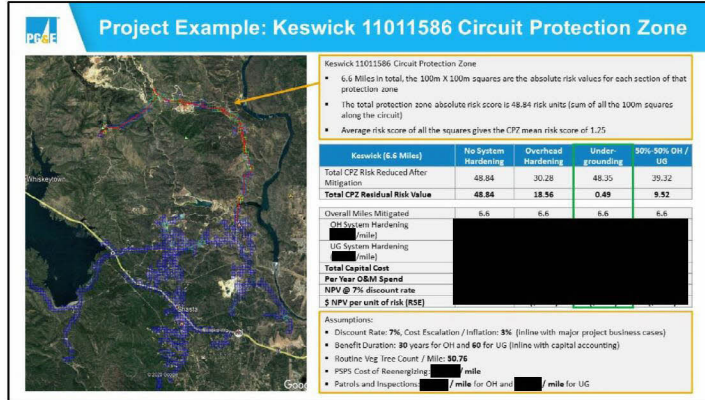 PG&E
Project Example: Keswick 11011586 Circuit Protection Zone
Keswick 11011586 Circuit Protection Zone
▪ 6.6 Miles in total, the 100m X 100m squares are the absolute risk values for each section of that
protection zone
▪ The total protection zone absolute risk score is 48.84 risk units (sum of all the 100m squares
along the circuit)
▪ Average risk score of all the squares gives the CPZ mean risk of 1.25
Keswick (6.6 Miles) No System Hardening Overhead Hardening Under-grounding 50%-50% OH / UG
Total CPZ Risk Reduced After Mitigation 48.84 30.28 48.35 39.32
Total CPZ Residual Risk Value 48.84 18.56 0.49 9.52
Overall Miles Mitigated 6.6 6.6 6.6 6.6
OH System Hardening
/mile)
UG System Hardening
/mile)
Total Capital Cost
Per Year O&M Spend
NPV @ 7% discount rate
$ NPV per unit of risk (RSE)
Assumptions:
▪ Discount Rate: 7%, Cost Escalation / Inflation: 3% (Inline with major project business cases)
▪ Benefit Duration: 30 years for OH and 60 for UG (Inline with capital accounting)
▪ Routine Veg Tree Count / Mile: 50.76
▪ PSPS Cost of Reenergizing: / mile
▪ Patrols and Inspections: / mile for OH and / mile for UG
Whiskeytown
Shasta
Goo